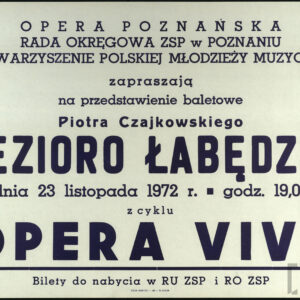 OPERA POZNAŃSKA
RADA OKRĘGOWA ZSP w POZNANIU
WARZYSZENIE POLSKIEJ MŁODZIEŻY MUZYC
zapraszają
na przedstawienie baletowe
Piotra Czajkowskiego
EZIORO ŁABĘDZ
dnia 23 listopada 1972 r. ■ godz. 19,0
z cyklu
OPERA VIV
Bilety do nabycia w RU ZSP i RO ZSP